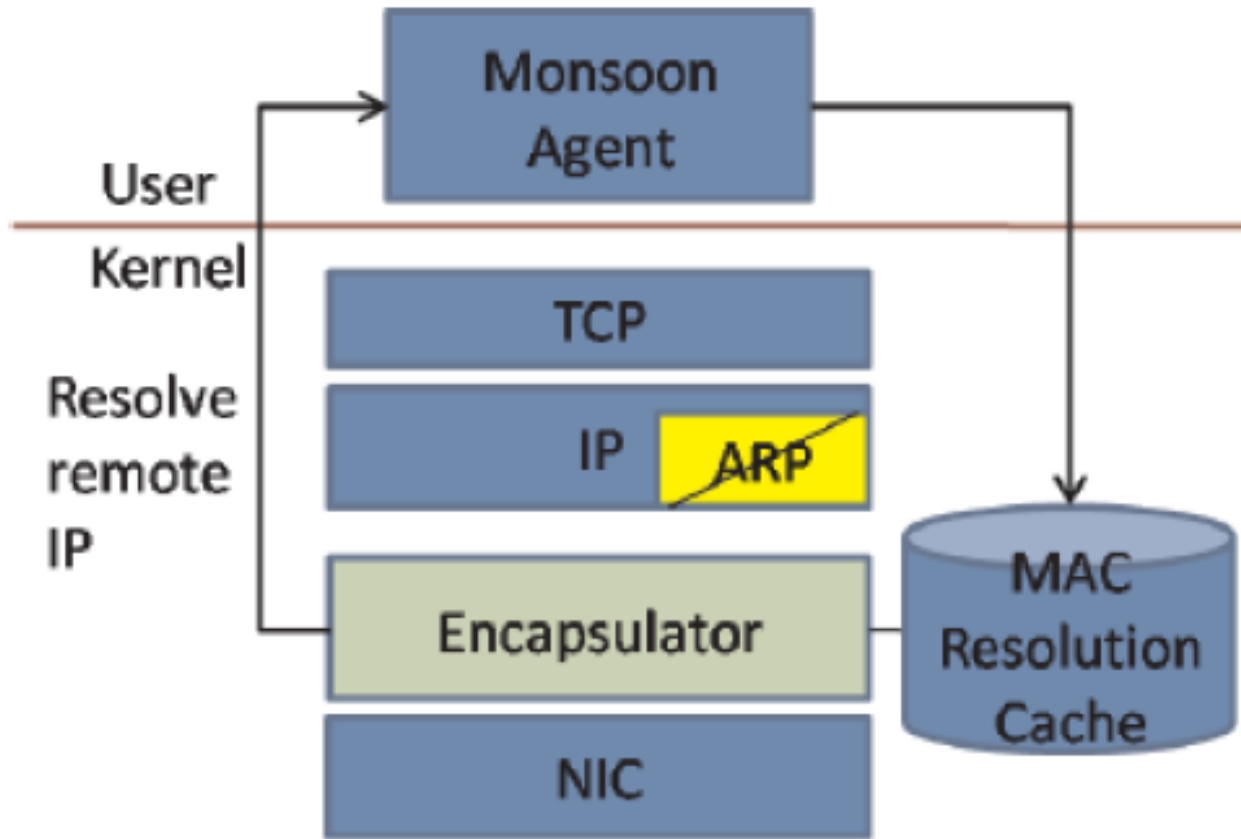 Monsoon
Agent
User
Kernel
TCP
Resolve
remote
IP
IP
ARP
Encapsulator
MAC
Resolution
Cache
NIC